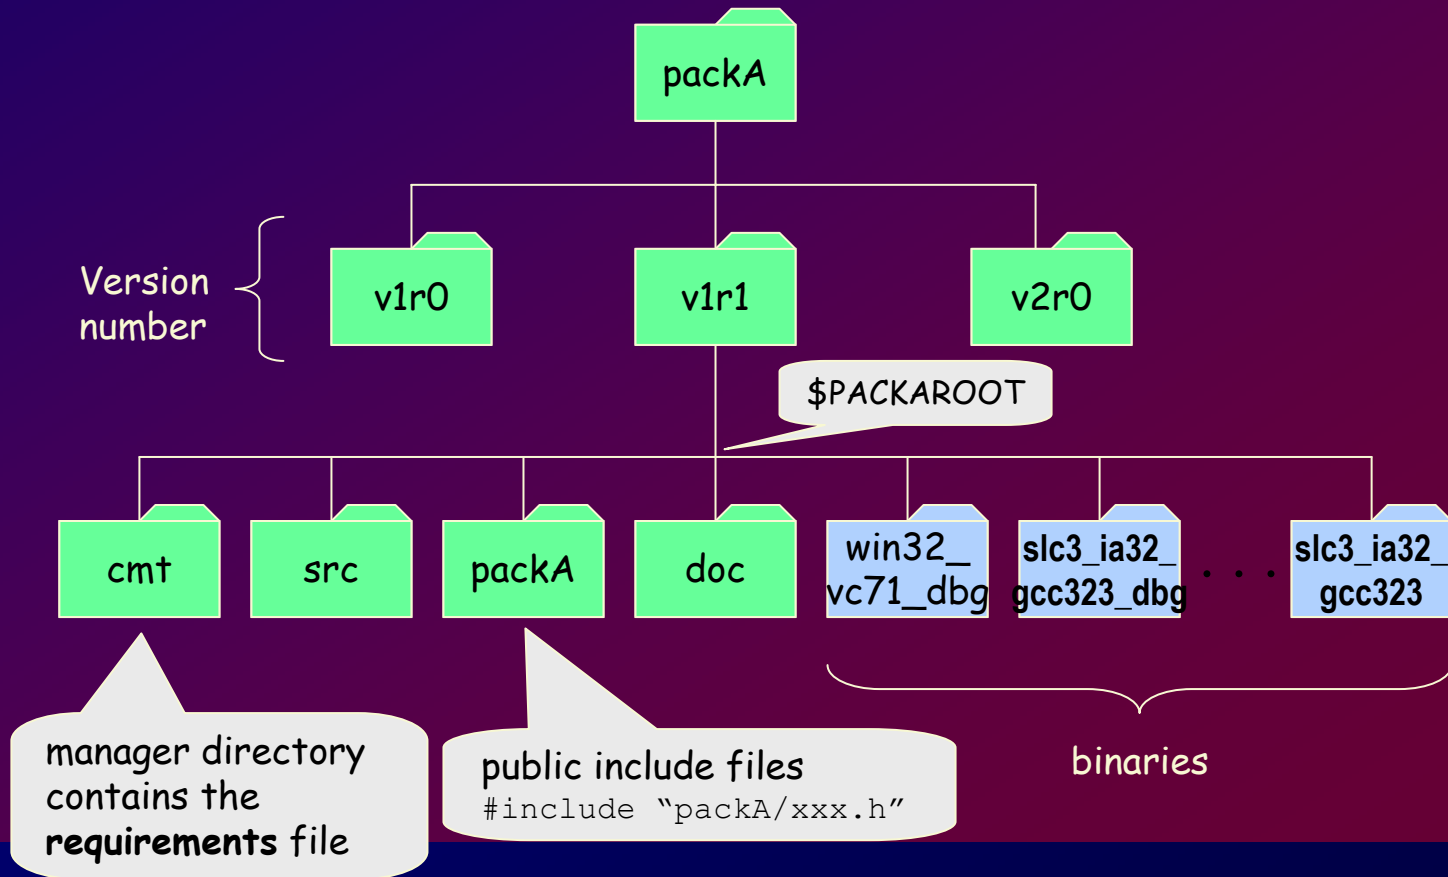 packA
Version
number
v1r0
v1r1
v2r0
$PACKAROOT
cmt
src
packA
doc
win32_
vc71_dbg
slc3_ia32_
gcc323_dbg
. . .
slc3_ia32_
gcc323
manager directory
contains the
requirements file
public include files
#include “packA/xxx.h”
binaries